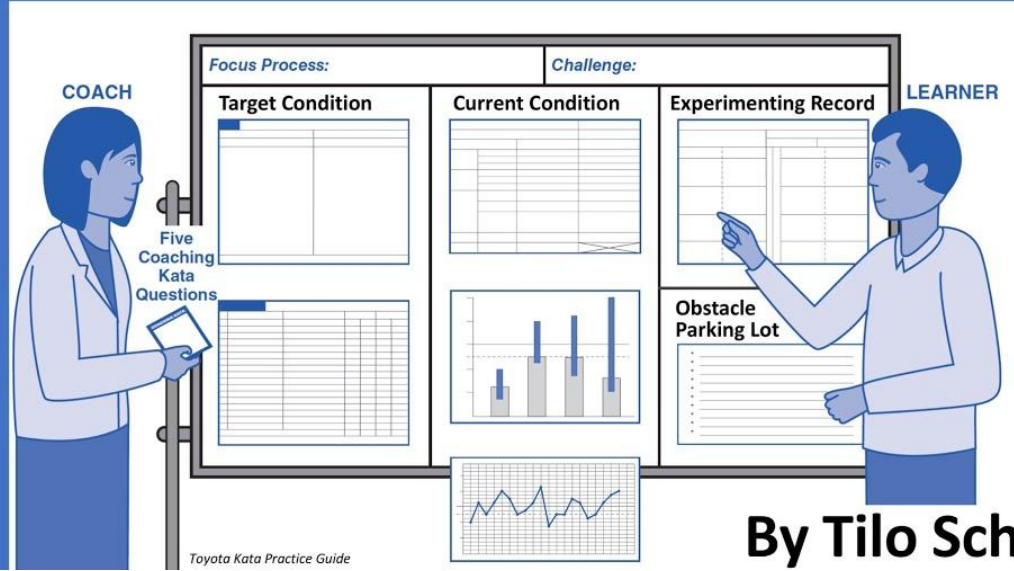 Focus Process:
Challenge:
COACH
Target Condition
Current Condition
Experimenting Record
LEARNER
Five
Coaching
Kata
Questions
Obstacle
Parking Lot
Toyota Kata Practice Guide
By Tilo Sch